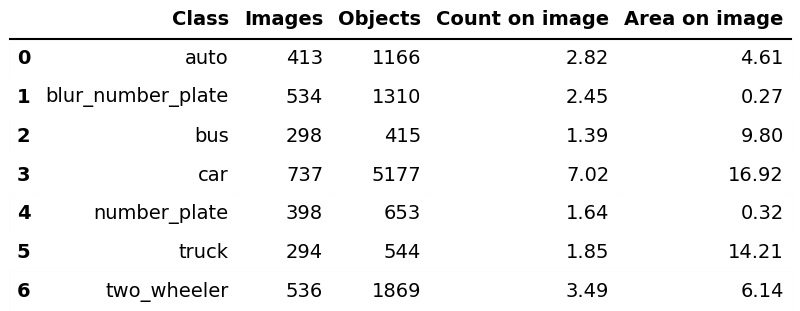 Class Images Objects Count on image Area on image
0 auto 413 1166 2.82 4.61
1 blur_number_plate 534 1310 2.45 0.27
2 bus 298 415 1.39 9.80
3 car 737 5177 7.02 16.92
4 number_plate 398 653 1.64 0.32
5 truck 294 544 1.85 14.21
6 two_wheeler 536 1869 3.49 6.14